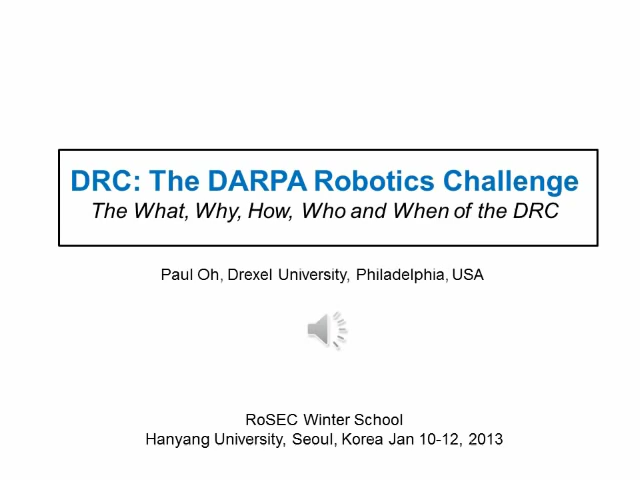 DRC: The DARPA Robotics Challenge
The What, Why, How, Who and When of the DRC
Paul Oh, Drexel University, Philadelphia, USA
RoSEC Winter School
Hanyang University, Seoul, Korea Jan 10-12, 2013